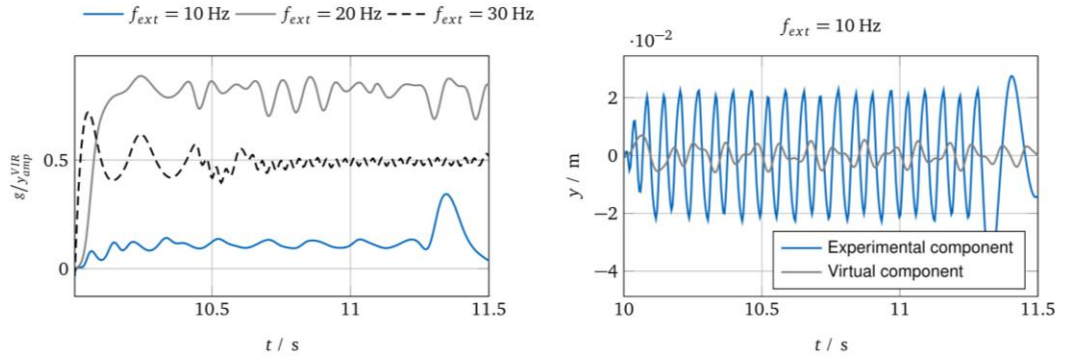 f_ext = 10 Hz f_ext = 20 Hz f_ext = 30 Hz
0.5
0
g/y_amp^VIR
10.5 11 11.5
t / s
f_ext = 10 Hz
·10⁻²
2
0
−2
−4
y / m
Experimental component
Virtual component
10 10.5 11 11.5
t / s